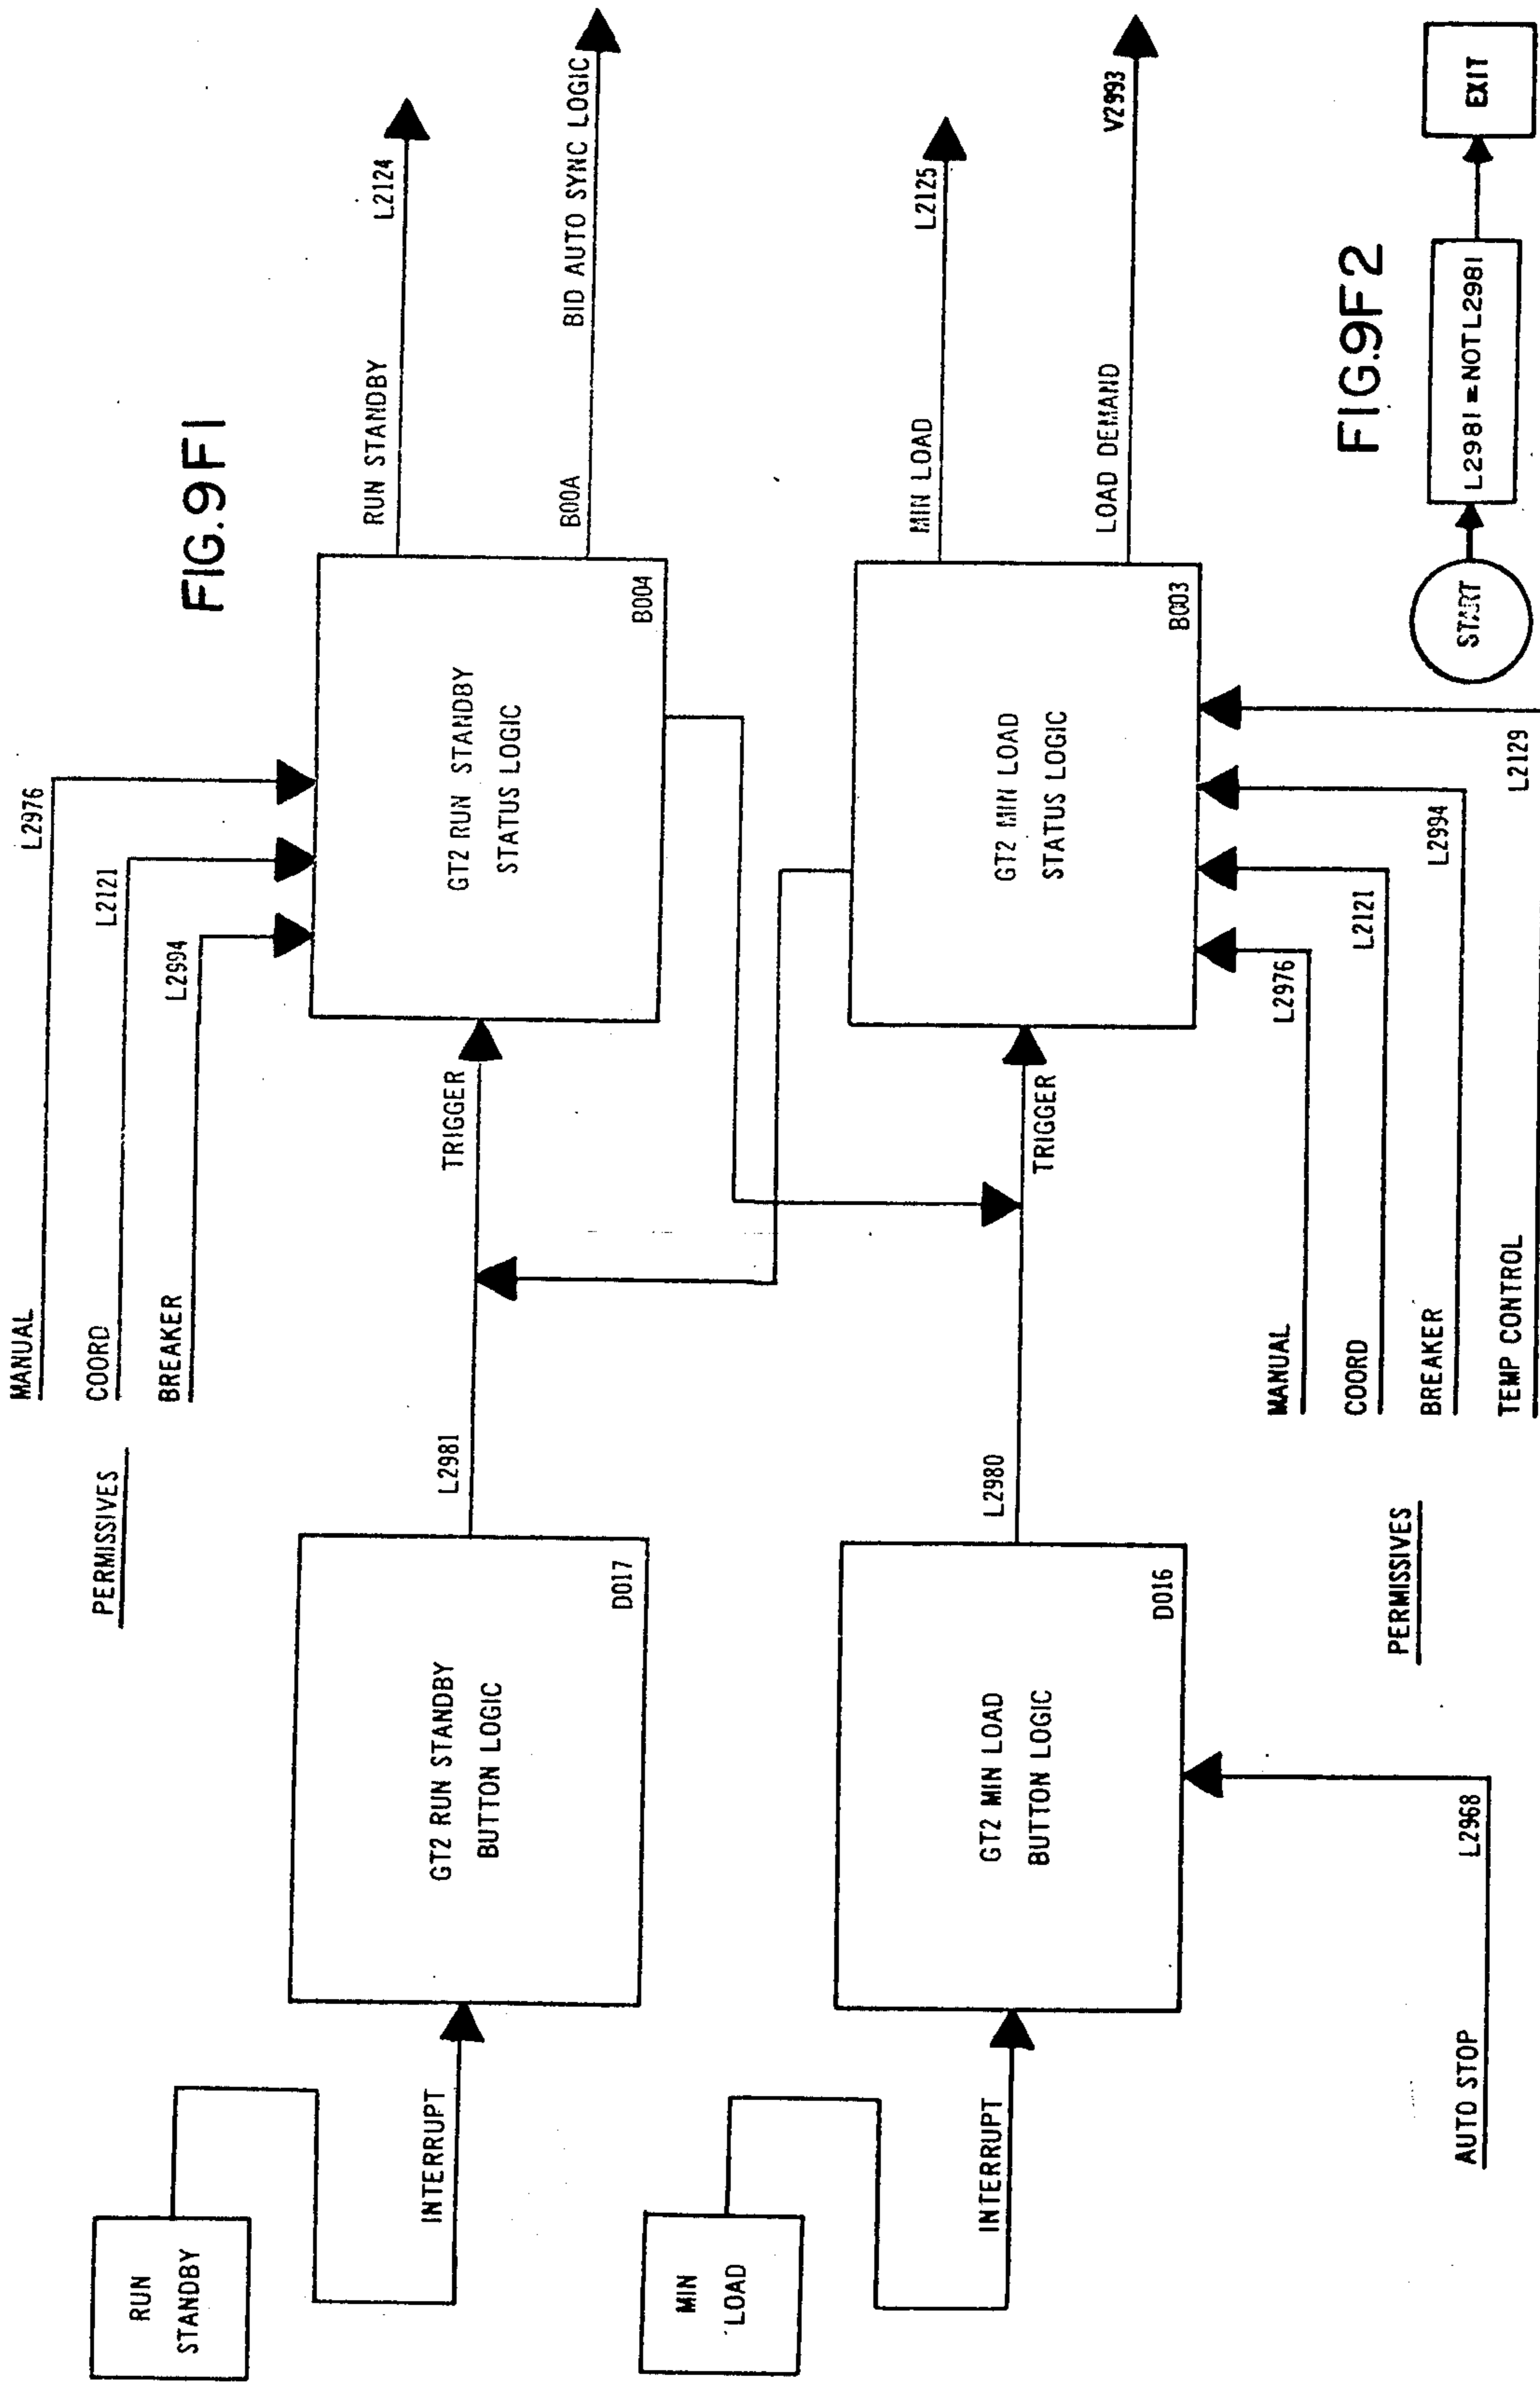 FIG.9F1
MANUAL
L2976
PERMISSIVES
COORD
L2121
BREAKER
L2994
RUN
STANDBY
INTERRUPT
GT2 RUN STANDBY
BUTTON LOGIC
D017
L2981
TRIGGER
GT2 RUN STANDBY
STATUS LOGIC
B004
RUN STANDBY
L2124
B00A
BID AUTO SYNC LOGIC
MIN
LOAD
INTERRUPT
GT2 MIN LOAD
BUTTON LOGIC
D016
L2980
TRIGGER
GT2 MIN LOAD
STATUS LOGIC
B003
MIN LOAD
L2125
LOAD DEMAND
V2993
AUTO STOP
L2968
PERMISSIVES
MANUAL
L2976
COORD
L2121
BREAKER
L2994
TEMP CONTROL
L2129
FIG.9F2
START
L2981=NOTL2981
EXIT